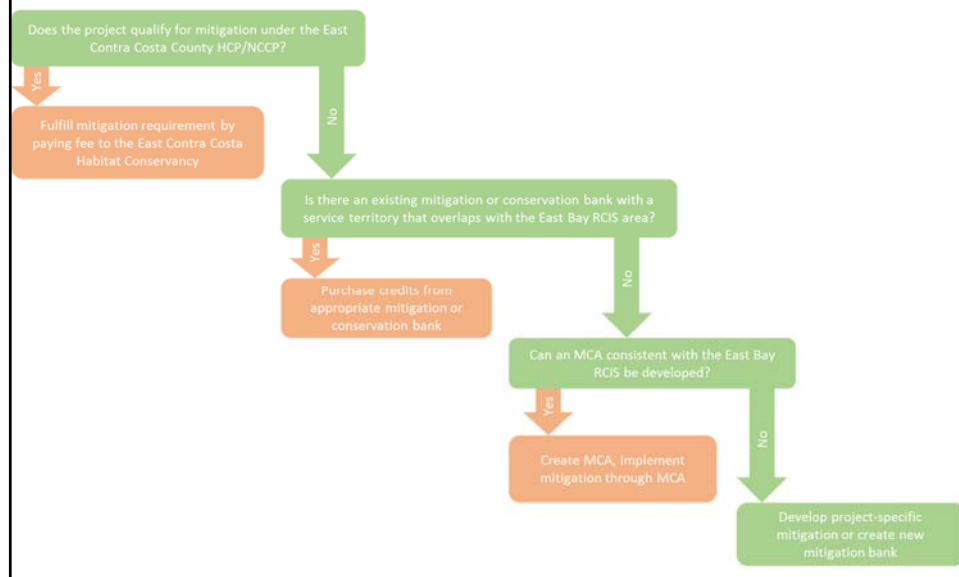 Does the project qualify for mitigation under the East
Contra Costa County HCP/NCCP?
Yes
No
Fulfill mitigation requirement by
paying fee to the East Contra Costa
Habitat Conservancy
Is there an existing mitigation or conservation bank with a
service territory that overlaps with the East Bay RCIS area?
Yes
No
Purchase credits from
appropriate mitigation or
conservation bank
Can an MCA consistent with the East Bay
RCIS be developed?
Yes
No
Create MCA, Implement
mitigation through MCA
Develop project-specific
mitigation or create new
mitigation bank